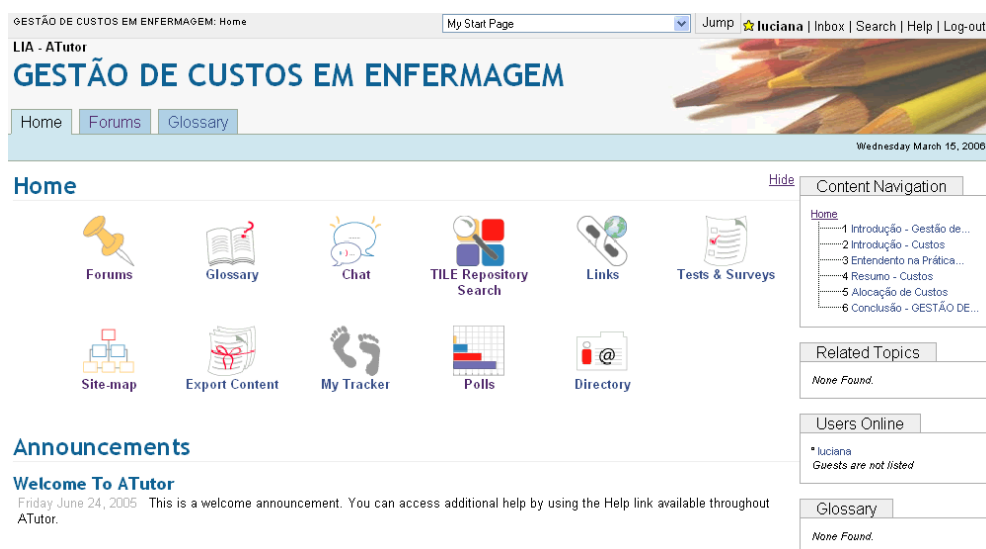 GESTÃO DE CUSTOS EM ENFERMAGEM: Home
My Start Page
Jump
luciana | Inbox | Search | Help | Log-out
LIA - ATutor
GESTÃO DE CUSTOS EM ENFERMAGEM
Home
Forums
Glossary
Wednesday March 15, 2006
Home
Hide
Forums
Glossary
Chat
TILE Repository
Search
Links
Tests & Surveys
Site-map
Export Content
My Tracker
Polls
@
Directory
Announcements
Welcome To ATutor
Friday June 24, 2005 This is a welcome announcement. You can access additional help by using the Help link available throughout
ATutor.
Content Navigation
Home
1 Introdução - Gestão de...
2 Introdução - Custos
3 Entendento na Prática...
4 Resumo - Custos
5 Alocação de Custos
6 Conclusão - GESTÃO DE...
Related Topics
None Found.
Users Online
luciana
Guests are not listed
Glossary
None Found.